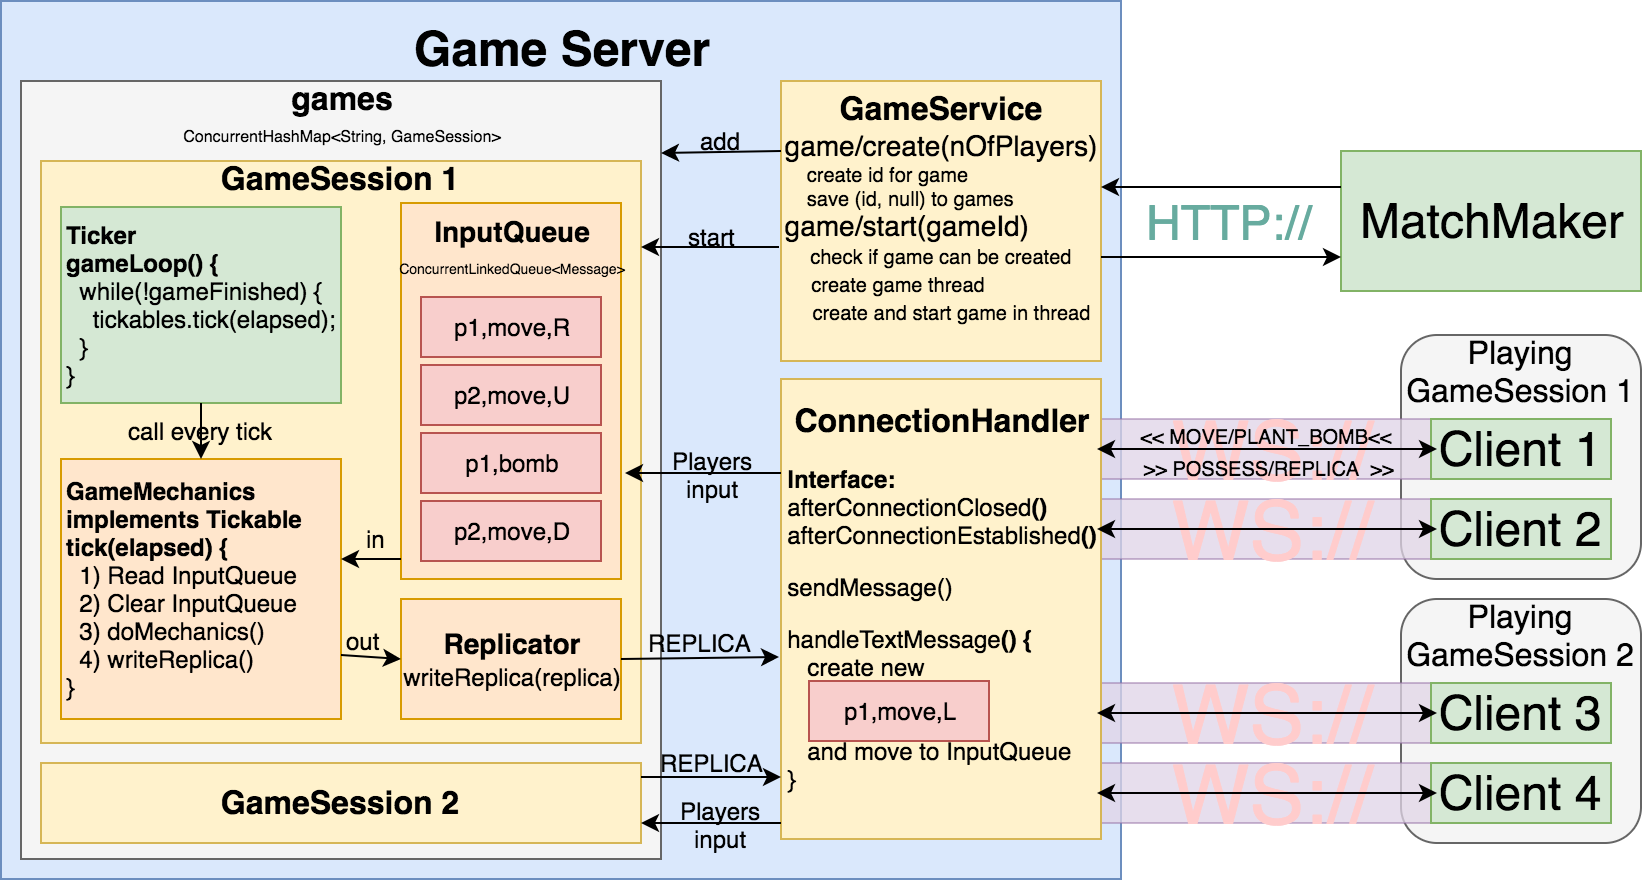 Game Server
games
ConcurrentHashMap<String, GameSession>
GameSession 1
Ticker
gameLoop() {
while(!gameFinished) {
tickables.tick(elapsed);
}
}
call every tick
GameMechanics
implements Tickable
tick(elapsed) {
1) Read InputQueue
2) Clear InputQueue
3) doMechanics()
4) writeReplica()
}
InputQueue
ConcurrentLinkedQueue<Message>
p1,move,R
p2,move,U
p1,bomb
p2,move,D
in
out
Replicator
writeReplica(replica)
GameSession 2
add
start
Players
input
REPLICA
REPLICA
Players
input
GameService
game/create(nOfPlayers)
create id for game
save (id, null) to games
game/start(gameId)
check if game can be created
create game thread
create and start game in thread
ConnectionHandler
Interface:
afterConnectionClosed()
afterConnectionEstablished()
sendMessage()
handleTextMessage() {
create new
p1,move,L
and move to InputQueue
}
HTTP://
MatchMaker
Playing
GameSession 1
WS://
<< MOVE/PLANT_BOMB<<
>> POSSESS/REPLICA >>
Client 1
WS://
Client 2
Playing
GameSession 2
WS://
Client 3
WS://
Client 4